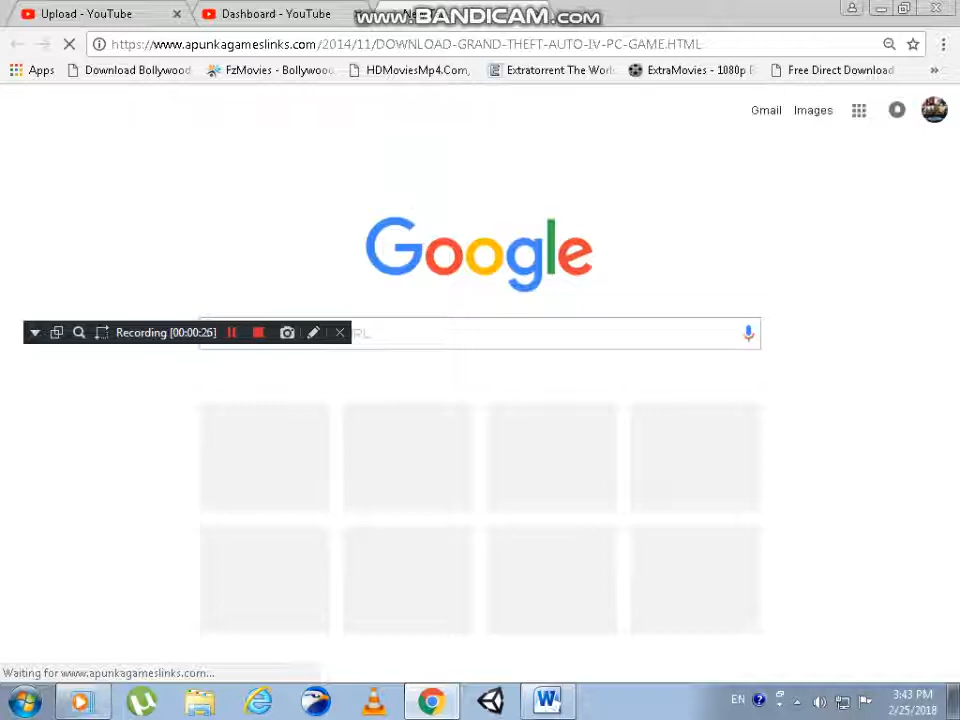 Upload - YouTube
Dashboard - YouTube
www.BANDICAM.com
https://www.apunkagameslinks.com/2014/11/DOWNLOAD-GRAND-THEFT-AUTO-IV-PC-GAME.HTML
Apps
Download Bollywood
FzMovies - Bollywoo
HDMoviesMp4.Com,
Extratorrent The Worl
ExtraMovies - 1080p
Free Direct Download
»
Gmail Images
Google
Recording [00:00:26]
RL
Waiting for www.apunkagameslinks.com...
EN
3:43 PM
2/25/2018